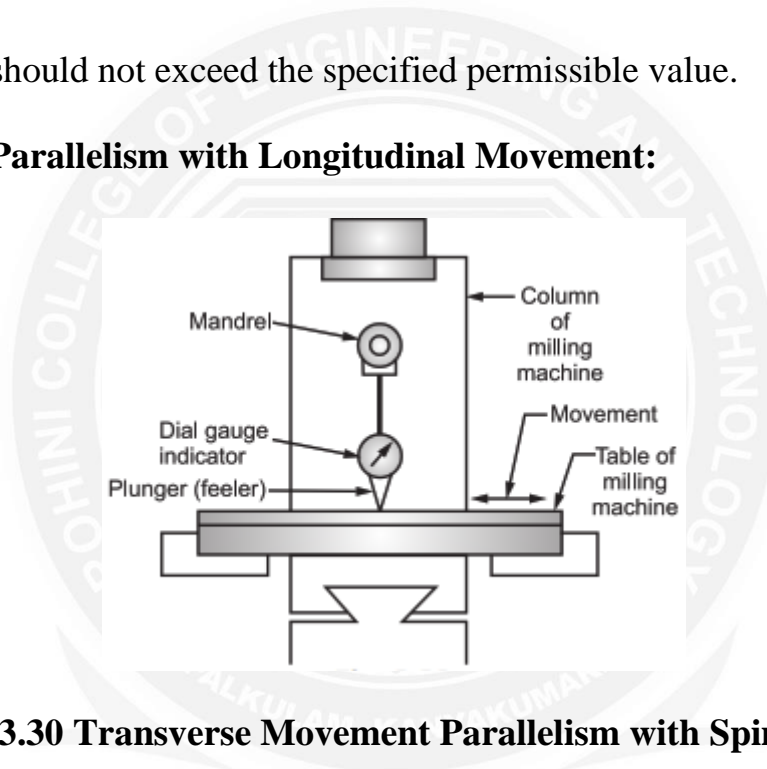 should not exceed the specified permissible value.
Parallelism with Longitudinal Movement:
Mandrel
Column
of
milling
machine
Dial gauge
indicator
Plunger (feeler)
Movement
Table of
milling
machine
3.30 Transverse Movement Parallelism with